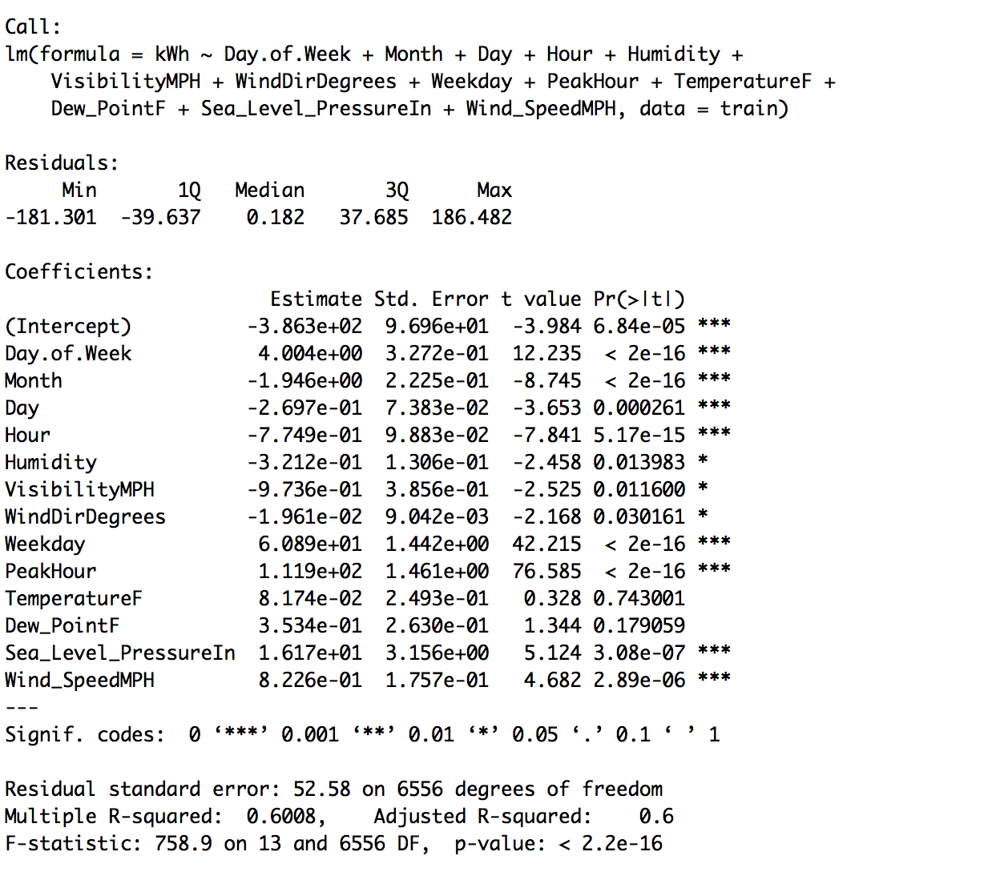 Call:
lm(formula = kWh ~ Day.of.Week + Month + Day + Hour + Humidity +
    VisibilityMPH + WindDirDegrees + Weekday + PeakHour + TemperatureF +
    Dew_PointF + Sea_Level_PressureIn + Wind_SpeedMPH, data = train)

Residuals:
     Min       1Q   Median       3Q      Max
-181.301  -39.637    0.182   37.685  186.482

Coefficients:
                       Estimate Std. Error t value Pr(>|t|)
(Intercept)          -3.863e+02  9.696e+01  -3.984 6.84e-05 ***
Day.of.Week           4.004e+00  3.272e-01  12.235  < 2e-16 ***
Month                -1.946e+00  2.225e-01  -8.745  < 2e-16 ***
Day                  -2.697e-01  7.383e-02  -3.653 0.000261 ***
Hour                 -7.749e-01  9.883e-02  -7.841 5.17e-15 ***
Humidity             -3.212e-01  1.306e-01  -2.458 0.013983 *
VisibilityMPH        -9.736e-01  3.856e-01  -2.525 0.011600 *
WindDirDegrees       -1.961e-02  9.042e-03  -2.168 0.030161 *
Weekday               6.089e+01  1.442e+00  42.215  < 2e-16 ***
PeakHour              1.119e+02  1.461e+00  76.585  < 2e-16 ***
TemperatureF          8.174e-02  2.493e-01   0.328 0.743001
Dew_PointF            3.534e-01  2.630e-01   1.344 0.179059
Sea_Level_PressureIn  1.617e+01  3.156e+00   5.124 3.08e-07 ***
Wind_SpeedMPH         8.226e-01  1.757e-01   4.682 2.89e-06 ***
---
Signif. codes:  0 ‘***’ 0.001 ‘**’ 0.01 ‘*’ 0.05 ‘.’ 0.1 ‘ ’ 1

Residual standard error: 52.58 on 6556 degrees of freedom
Multiple R-squared:  0.6008,    Adjusted R-squared:    0.6
F-statistic: 758.9 on 13 and 6556 DF,  p-value: < 2.2e-16